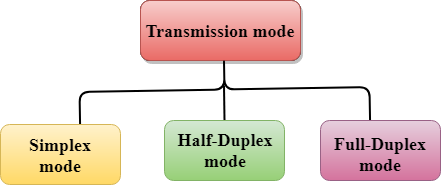 Transmission mode
Simplex
mode
Half-Duplex
mode
Full-Duplex
mode